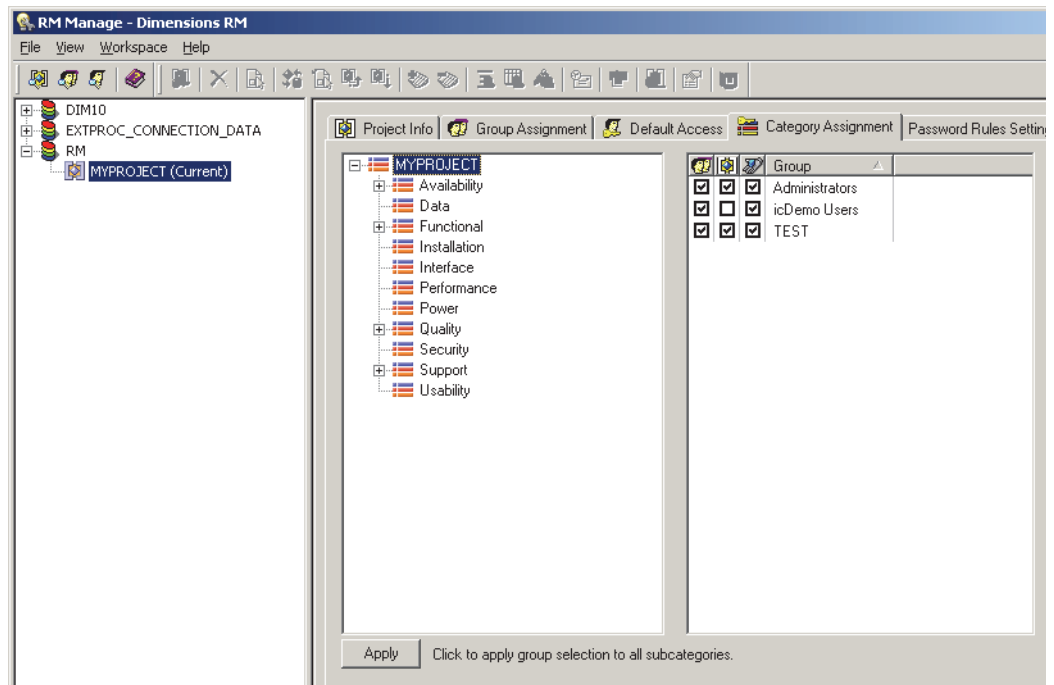 RM Manage - Dimensions RM
File View Workspace Help
DIM10
EXTPROC_CONNECTION_DATA
RM
MYPROJECT (Current)
Project Info Group Assignment Default Access Category Assignment Password Rules Settin
MYPROJECT
Availability
Data
Functional
Installation
Interface
Performance
Power
Quality
Security
Support
Usability
Group
Administrators
icDemo Users
TEST
Apply Click to apply group selection to all subcategories.